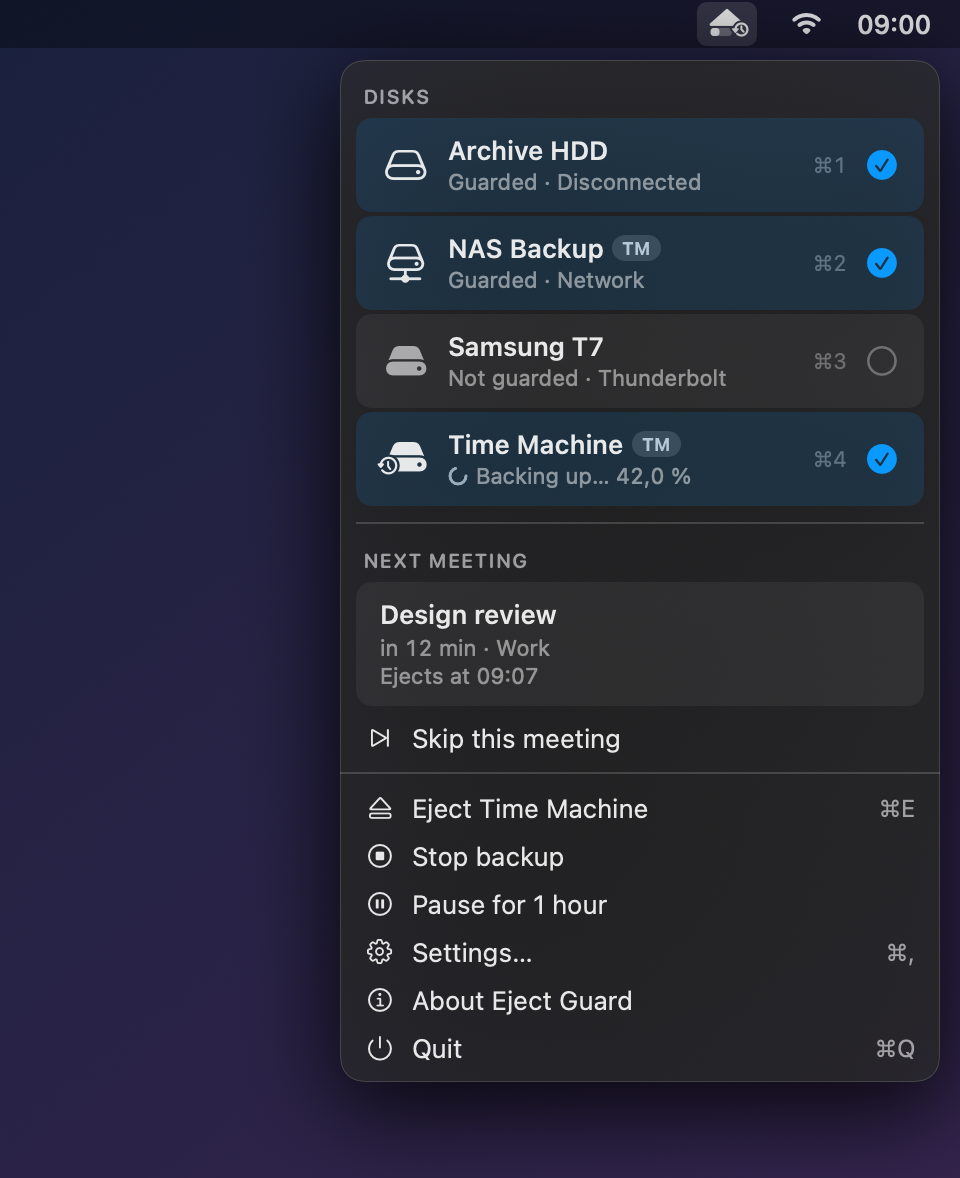 09:00
DISKS
Archive HDD
Guarded · Disconnected
⌘1
NAS Backup TM
Guarded · Network
⌘2
Samsung T7
Not guarded · Thunderbolt
⌘3
Time Machine TM
Backing up… 42,0 %
⌘4
NEXT MEETING
Design review
in 12 min · Work
Ejects at 09:07
Skip this meeting
Eject Time Machine ⌘E
Stop backup
Pause for 1 hour
Settings… ⌘,
About Eject Guard
Quit ⌘Q